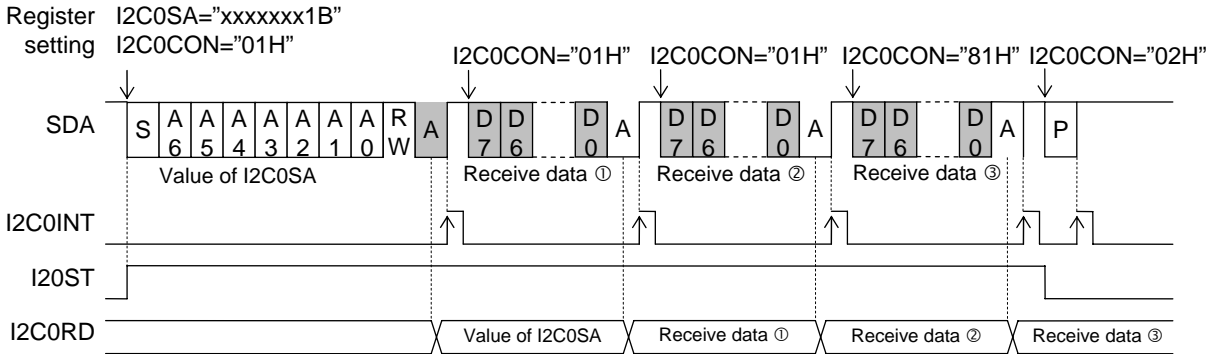 Register I2C0SA=”xxxxxxx1B”
setting I2C0CON=”01H”
I2C0CON=”01H” I2C0CON=”01H” I2C0CON=”81H” I2C0CON=”02H”
SDA S A6 A5 A4 A3 A2 A1 A0 RW A D7 D6 D0 A D7 D6 D0 A D7 D6 D0 A P
Value of I2C0SA Receive data ① Receive data ② Receive data ③
I2C0INT
I20ST
I2C0RD Value of I2C0SA Receive data ① Receive data ② Receive data ③